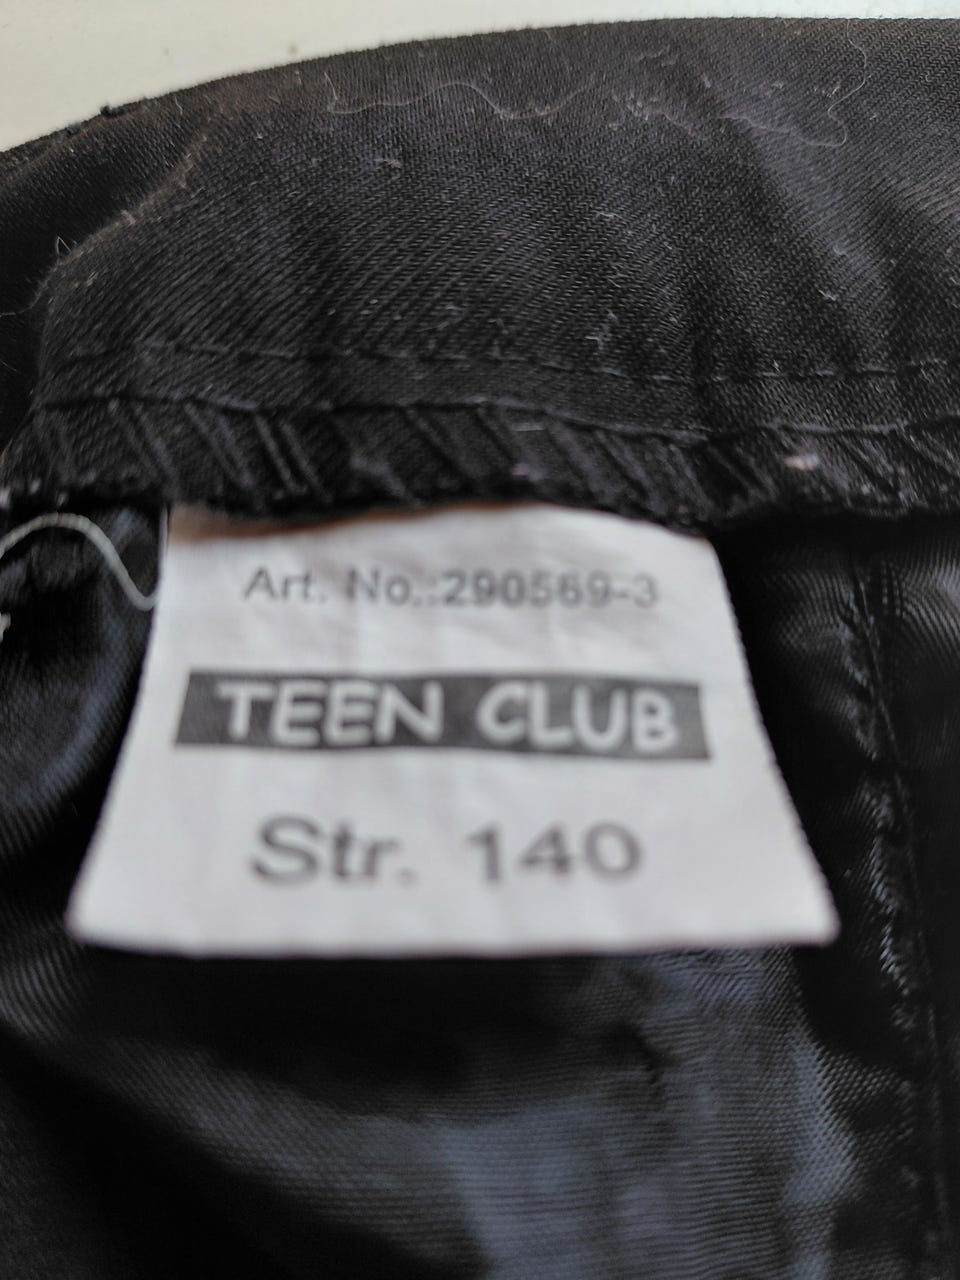 Art. No.:290569-3
TEEN CLUB
Str. 140